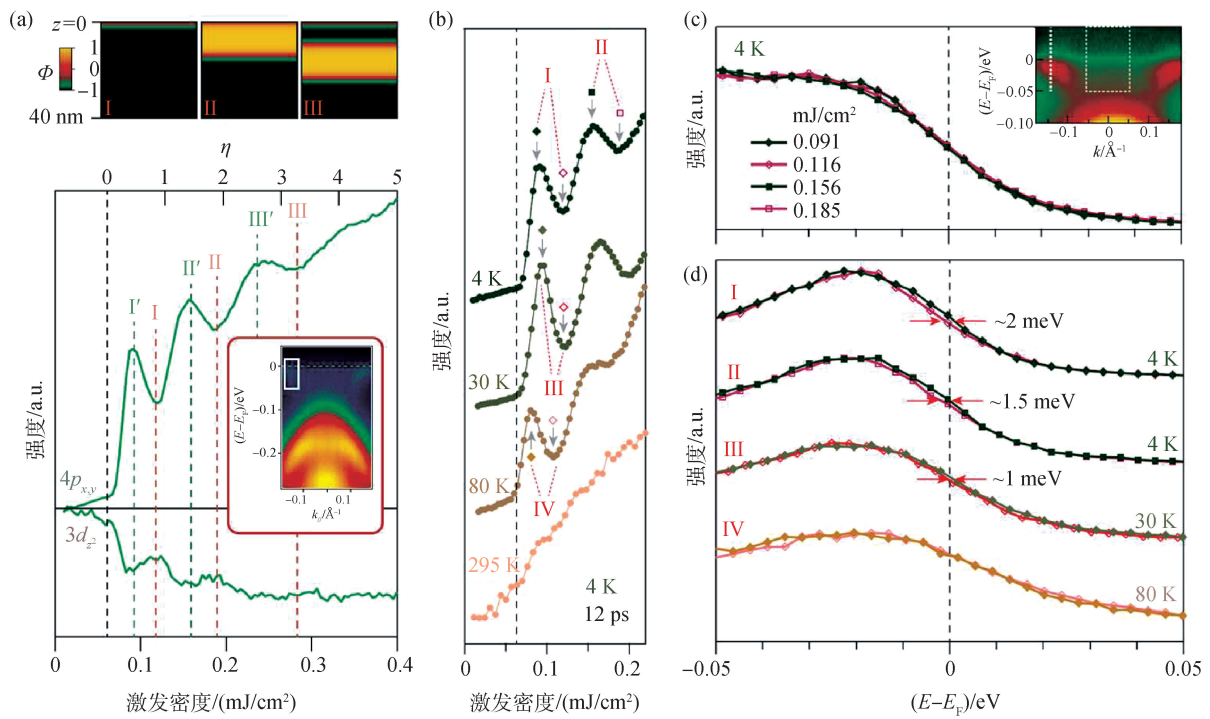 (a)
z=0
1
Φ 0
−1
40 nm
I
II
III
η
0 1 2 3 4 5
I′ I II′ II III′ III
强度/a.u.
4p_{x,y}
3d_{z²}
(E−E_F)/eV
0
−0.1
−0.2
−0.1 0.1
k_{//}/Å⁻¹
0 0.1 0.2 0.3 0.4
激发密度/(mJ/cm²)
(b)
II
I
4 K
30 K
III
80 K
IV
295 K
4 K
12 ps
强度/a.u.
0 0.1 0.2
激发密度/(mJ/cm²)
(c)
4 K
强度/a.u.
mJ/cm²
0.091
0.116
0.156
0.185
(E−E_F)/eV
0
−0.05
−0.10
−0.1 0 0.1
k/Å⁻¹
(d)
强度/a.u.
I
~2 meV
4 K
II
~1.5 meV
4 K
III
~1 meV
30 K
IV
80 K
−0.05 0 0.05
(E−E_F)/eV